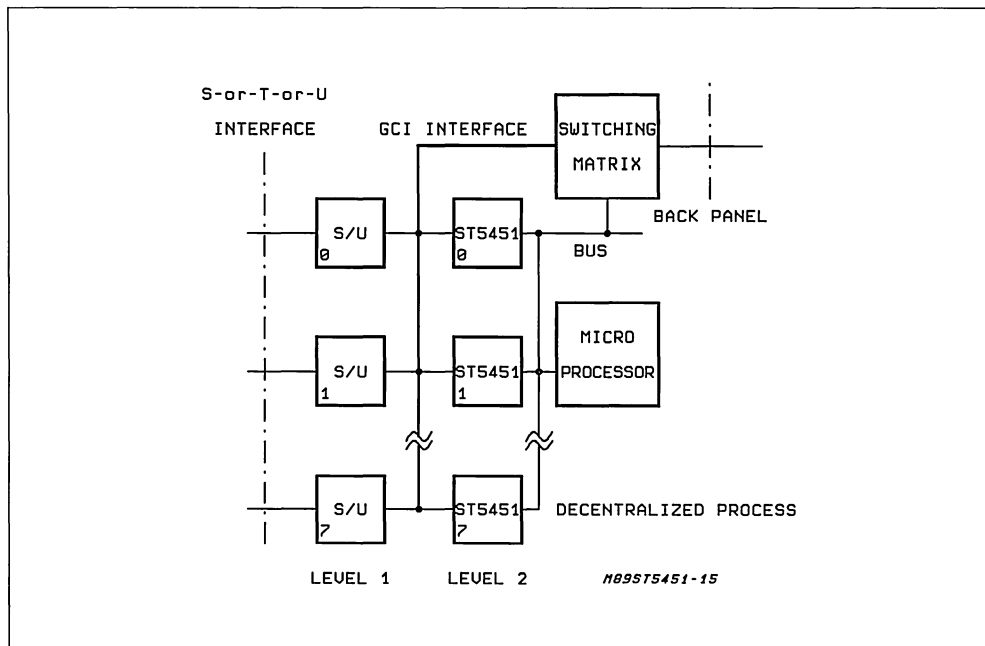 S-or-T-or-U
INTERFACE
GCI INTERFACE
SWITCHING
MATRIX
BACK PANEL
S/U
0
ST5451
0
BUS
S/U
1
ST5451
1
MICRO
PROCESSOR
S/U
7
ST5451
7
DECENTRALIZED PROCESS
LEVEL 1
LEVEL 2
M89ST5451-15